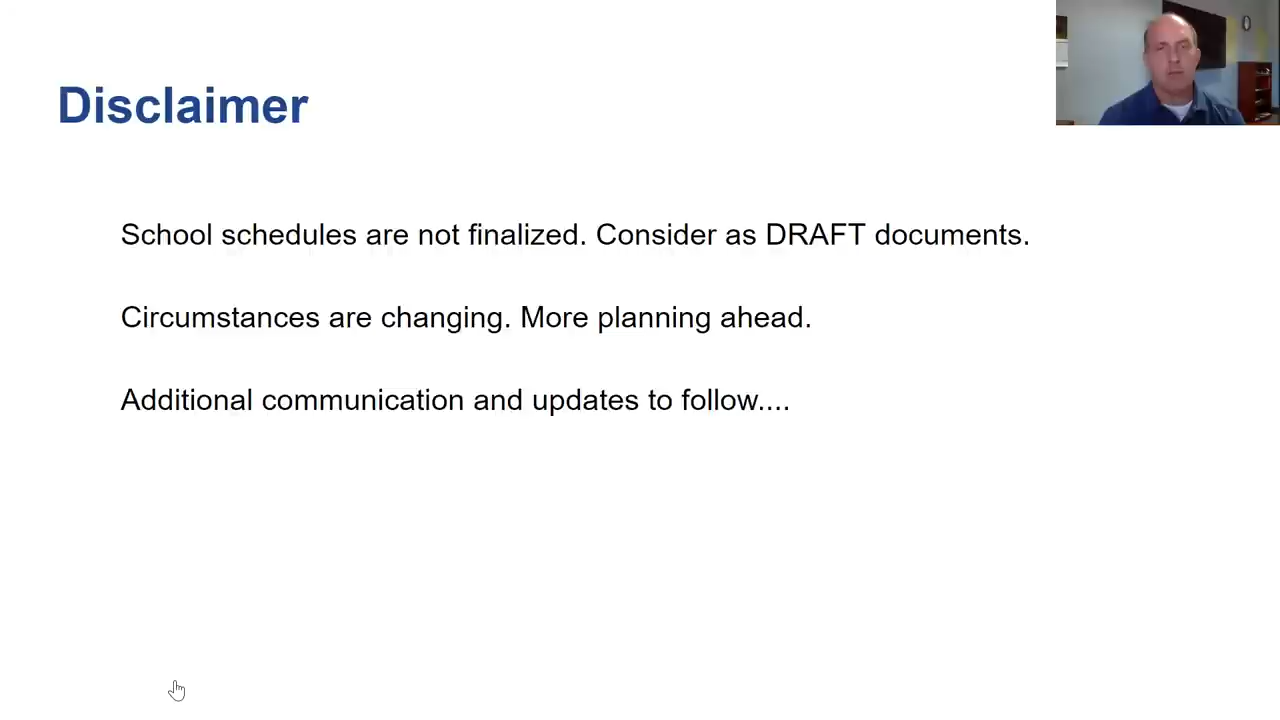 Disclaimer
School schedules are not finalized. Consider as DRAFT documents.
Circumstances are changing. More planning ahead.
Additional communication and updates to follow....